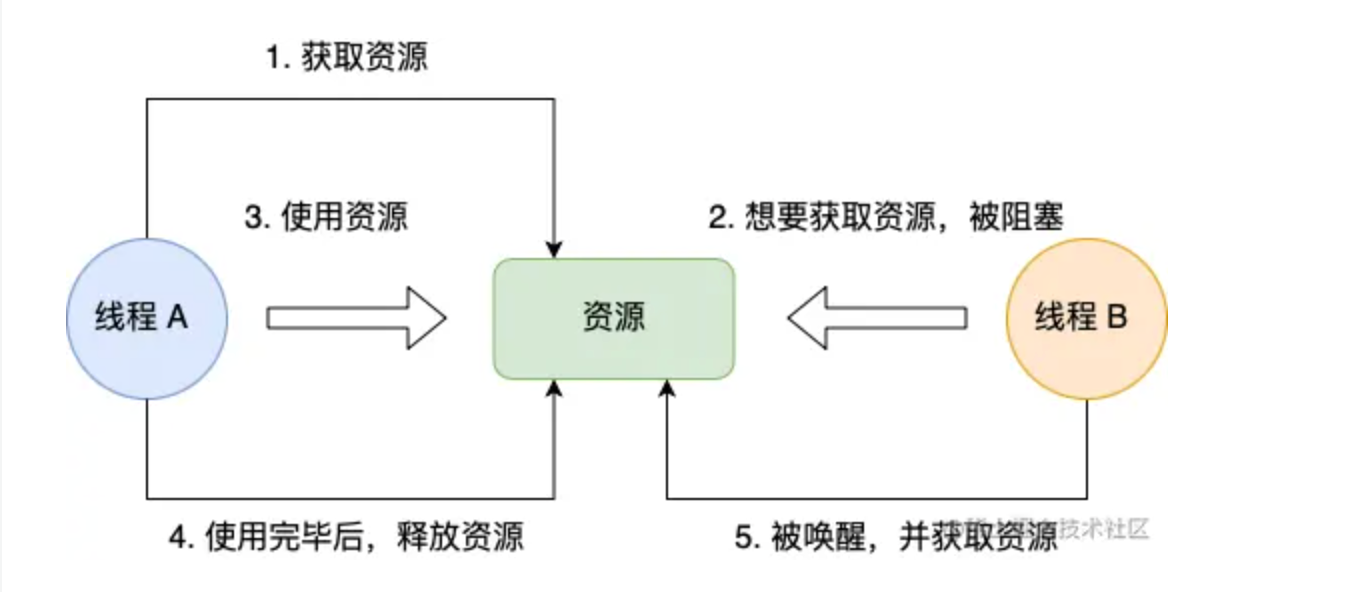 1. 获取资源
3. 使用资源
2. 想要获取资源，被阻塞
线程 A
资源
线程 B
4. 使用完毕后，释放资源
5. 被唤醒，并获取资源
技术社区